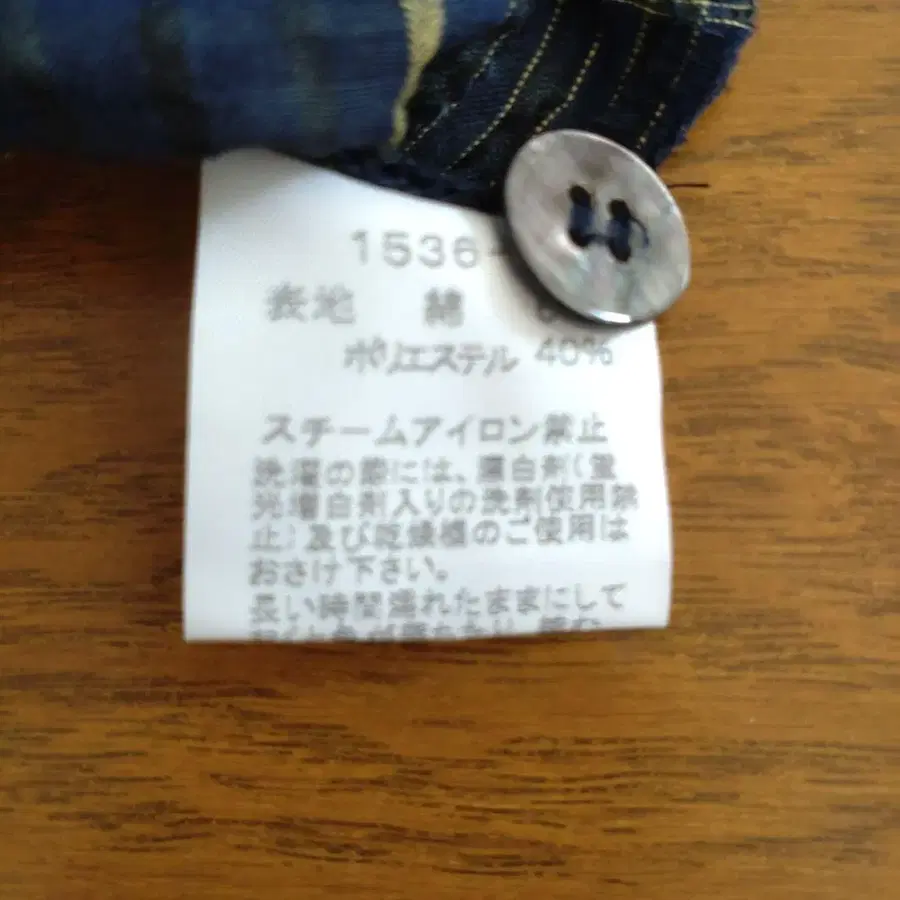 1536-
表地 綿
ポリエステル 40%
スチームアイロン禁止
洗濯の際には、漂白剤(蛍
光増白剤入りの洗剤使用禁
止)及び乾燥機のご使用は
おさけ下さい。
長い時間濡れたままにして